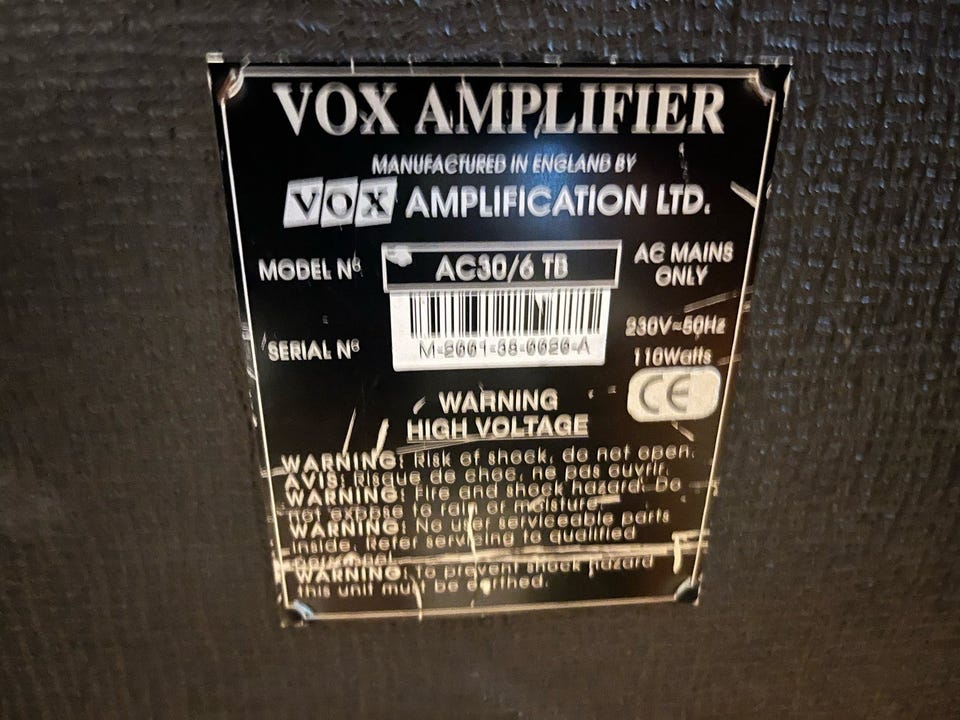 VOX AMPLIFIER
MANUFACTURED IN ENGLAND BY
VOX AMPLIFICATION LTD.
MODEL Nº AC30/6 TB AC MAINS ONLY
230V~50Hz
SERIAL Nº M-2001-38-0020-A 110Watts
CE
WARNING
HIGH VOLTAGE
WARNING: Risk of shock, do not open.
AVIS: Risque de choc, ne pas ouvrir.
WARNING: Fire and shock hazard. Do
not expose to rain or moisture.
WARNING: No user serviceable parts
inside. Refer servicing to qualified
personnel.
WARNING: To prevent shock hazard
this unit must be earthed.